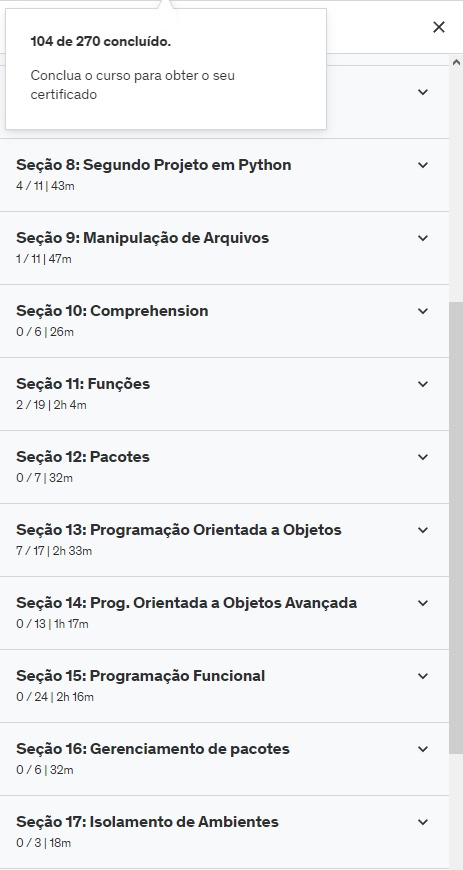 104 de 270 concluído.
Conclua o curso para obter o seu
certificado
Seção 8: Segundo Projeto em Python
4 / 11 | 43m
Seção 9: Manipulação de Arquivos
1 / 11 | 47m
Seção 10: Comprehension
0 / 6 | 26m
Seção 11: Funções
2 / 19 | 2h 4m
Seção 12: Pacotes
0 / 7 | 32m
Seção 13: Programação Orientada a Objetos
7 / 17 | 2h 33m
Seção 14: Prog. Orientada a Objetos Avançada
0 / 13 | 1h 17m
Seção 15: Programação Funcional
0 / 24 | 2h 16m
Seção 16: Gerenciamento de pacotes
0 / 6 | 32m
Seção 17: Isolamento de Ambientes
0 / 3 | 18m